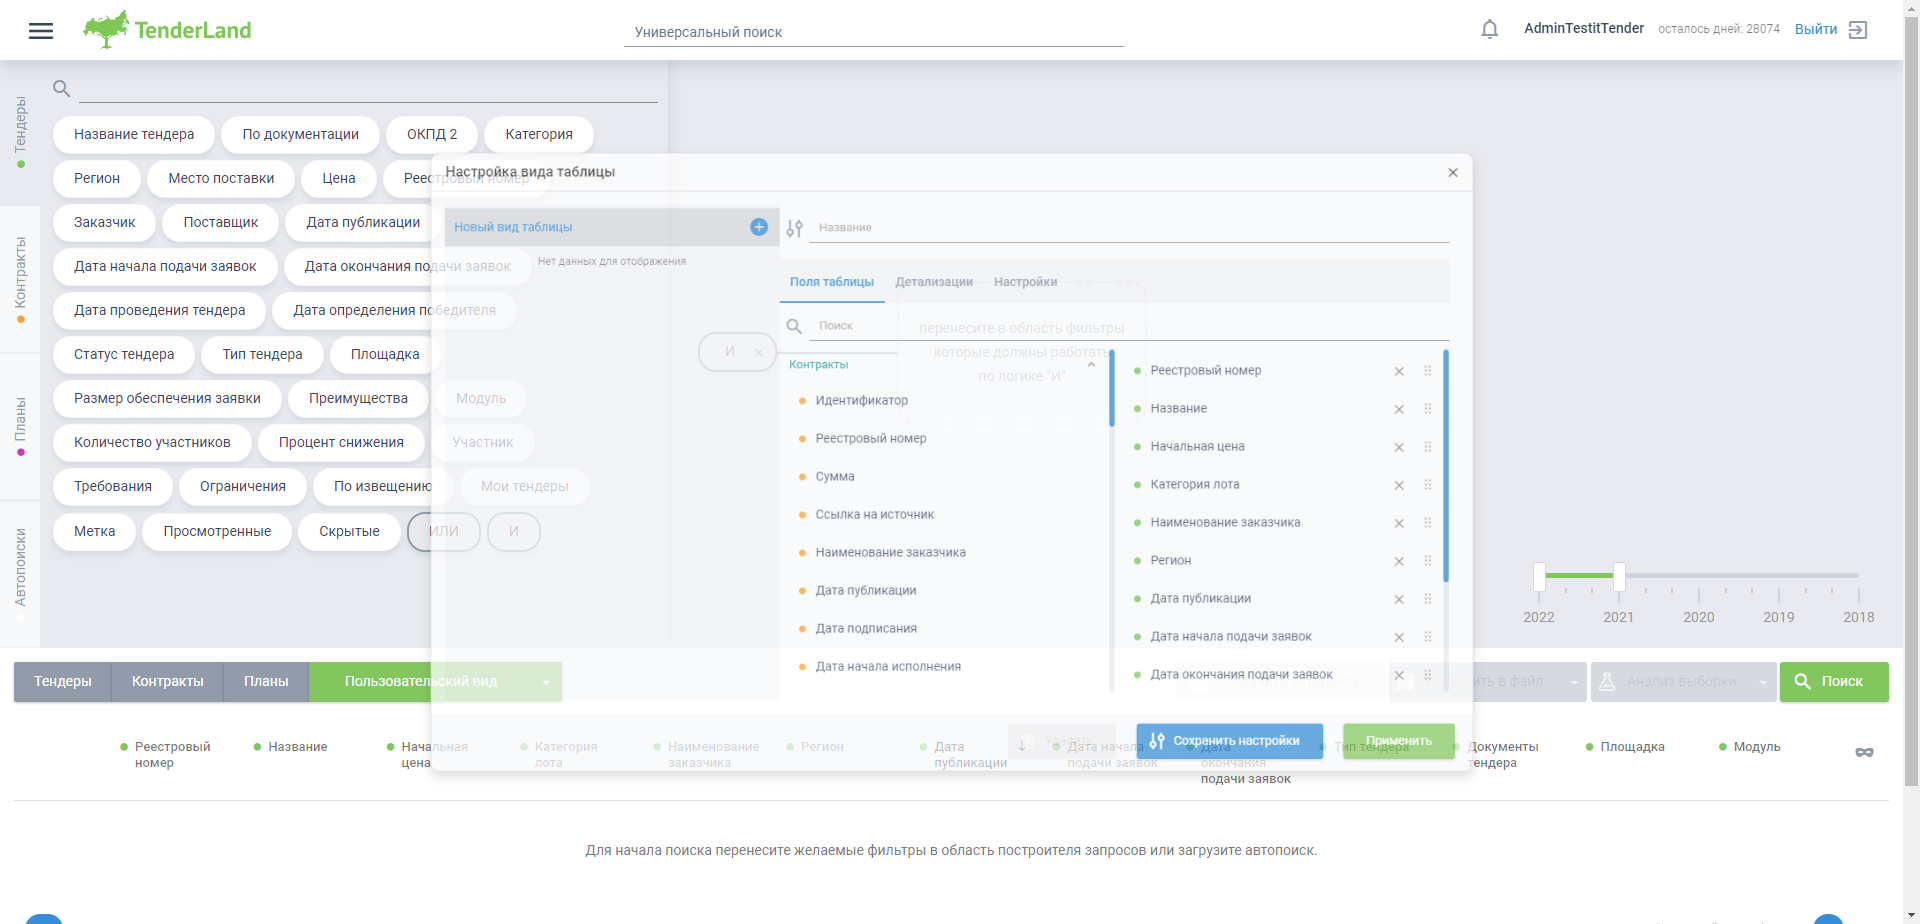 TenderLand
Универсальный поиск
AdminTestitTender
осталось дней: 28074
Выйти
Тендеры
Контракты
Планы
Автопоиски
Название тендера
По документации
ОКПД 2
Категория
Регион
Место поставки
Цена
Реестровый номер
Заказчик
Поставщик
Дата публикации
Дата начала подачи заявок
Дата окончания подачи заявок
Дата проведения тендера
Дата определения победителя
Статус тендера
Тип тендера
Площадка
Размер обеспечения заявки
Преимущества
Модуль
Количество участников
Процент снижения
Участник
Требования
Ограничения
По извещению
Мои тендеры
Метка
Просмотренные
Скрытые
ИЛИ
И
Настройка вида таблицы
Новый вид таблицы
Нет данных для отображения
Название
Поля таблицы
Детализации
Настройки
Поиск
И
перенесите в область фильтры
которые должны работать
по логике "И"
Контракты
Идентификатор
Реестровый номер
Сумма
Ссылка на источник
Наименование заказчика
Дата публикации
Дата подписания
Дата начала исполнения
Реестровый номер
Название
Начальная цена
Категория лота
Наименование заказчика
Регион
Дата публикации
Дата начала подачи заявок
Дата окончания подачи заявок
Удалить
Сохранить настройки
Применить
2022
2021
2020
2019
2018
Тендеры
Контракты
Планы
Пользовательский вид
в файл
Анализ выборки
Поиск
Реестровый
номер
Название
Начальная
цена
Категория
лота
Наименование
заказчика
Регион
Дата
публикации
Дата начала
подачи заявок
Дата
окончания
подачи заявок
Тип тендера
Документы
тендера
Площадка
Модуль
Для начала поиска перенесите желаемые фильтры в область построителя запросов или загрузите автопоиск.